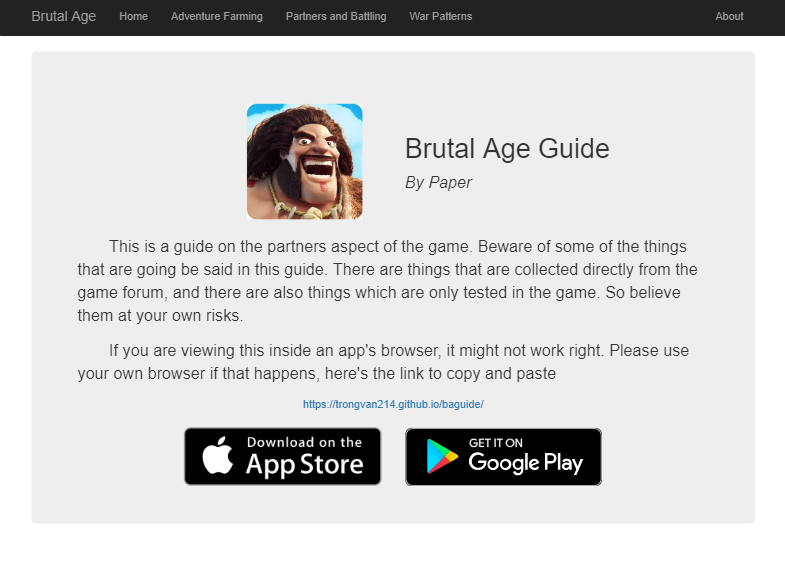 Brutal Age Home Adventure Farming Partners and Battling War Patterns About
Brutal Age Guide
By Paper
This is a guide on the partners aspect of the game. Beware of some of the things
that are going be said in this guide. There are things that are collected directly from the
game forum, and there are also things which are only tested in the game. So believe
them at your own risks.
If you are viewing this inside an app's browser, it might not work right. Please use
your own browser if that happens, here's the link to copy and paste
https://trongvan214.github.io/baguide/
Download on the
App Store
GET IT ON
Google Play